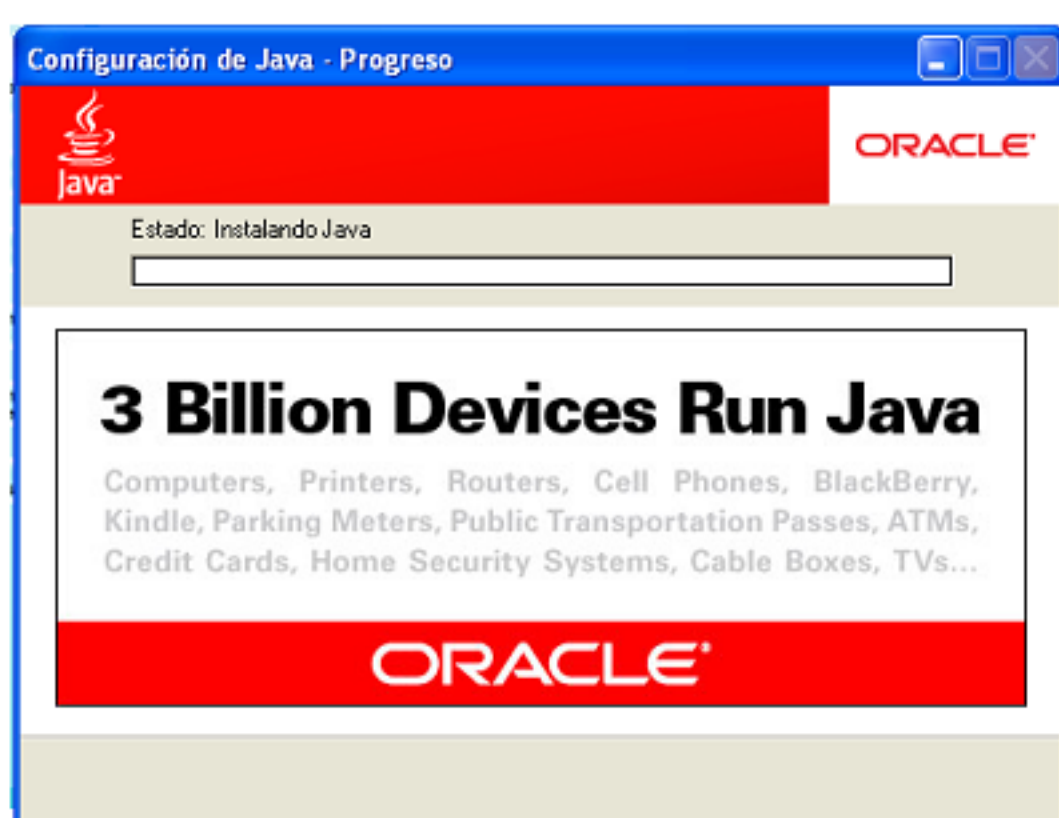 Configuración de Java - Progreso
Java
ORACLE
Estado: Instalando Java
3 Billion Devices Run Java
Computers, Printers, Routers, Cell Phones, BlackBerry,
Kindle, Parking Meters, Public Transportation Passes, ATMs,
Credit Cards, Home Security Systems, Cable Boxes, TVs...
ORACLE